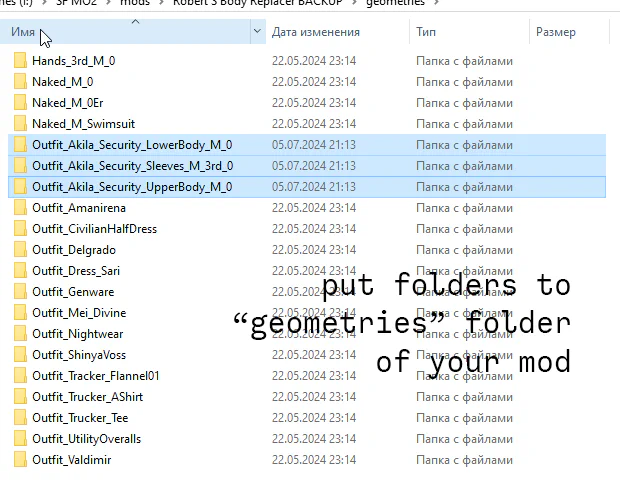 SF MO2 > mods > Robert S Body Replacer BACKUP > geometries >
Имя Дата изменения Тип Размер
Hands_3rd_M_0 22.05.2024 23:14 Папка с файлами
Naked_M_0 22.05.2024 23:14 Папка с файлами
Naked_M_0Er 22.05.2024 23:14 Папка с файлами
Naked_M_Swimsuit 22.05.2024 23:14 Папка с файлами
Outfit_Akila_Security_LowerBody_M_0 05.07.2024 21:13 Папка с файлами
Outfit_Akila_Security_Sleeves_M_3rd_0 05.07.2024 21:13 Папка с файлами
Outfit_Akila_Security_UpperBody_M_0 05.07.2024 21:13 Папка с файлами
Outfit_Amanirena 22.05.2024 23:14 Папка с файлами
Outfit_CivilianHalfDress 22.05.2024 23:14 Папка с файлами
Outfit_Delgrado 22.05.2024 23:14 Папка с файлами
Outfit_Dress_Sari 22.05.2024 23:14 Папка с файлами
Outfit_Genware 22.05.2024 23:14 Папка с файлами
Outfit_Mei_Divine 22.05.2024 23:14 Папка с файлами
Outfit_Nightwear 22.05.2024 23:14 Папка с файлами
Outfit_ShinyaVoss 22.05.2024 23:14 Папка с файлами
Outfit_Tracker_Flannel01 22.05.2024 23:14 Папка с файлами
Outfit_Trucker_AShirt 22.05.2024 23:14 Папка с файлами
Outfit_Trucker_Tee 22.05.2024 23:14 Папка с файлами
Outfit_UtilityOveralls 22.05.2024 23:14 Папка с файлами
Outfit_Valdimir 22.05.2024 23:14 Папка с файлами
put folders to
“geometries” folder
of your mod